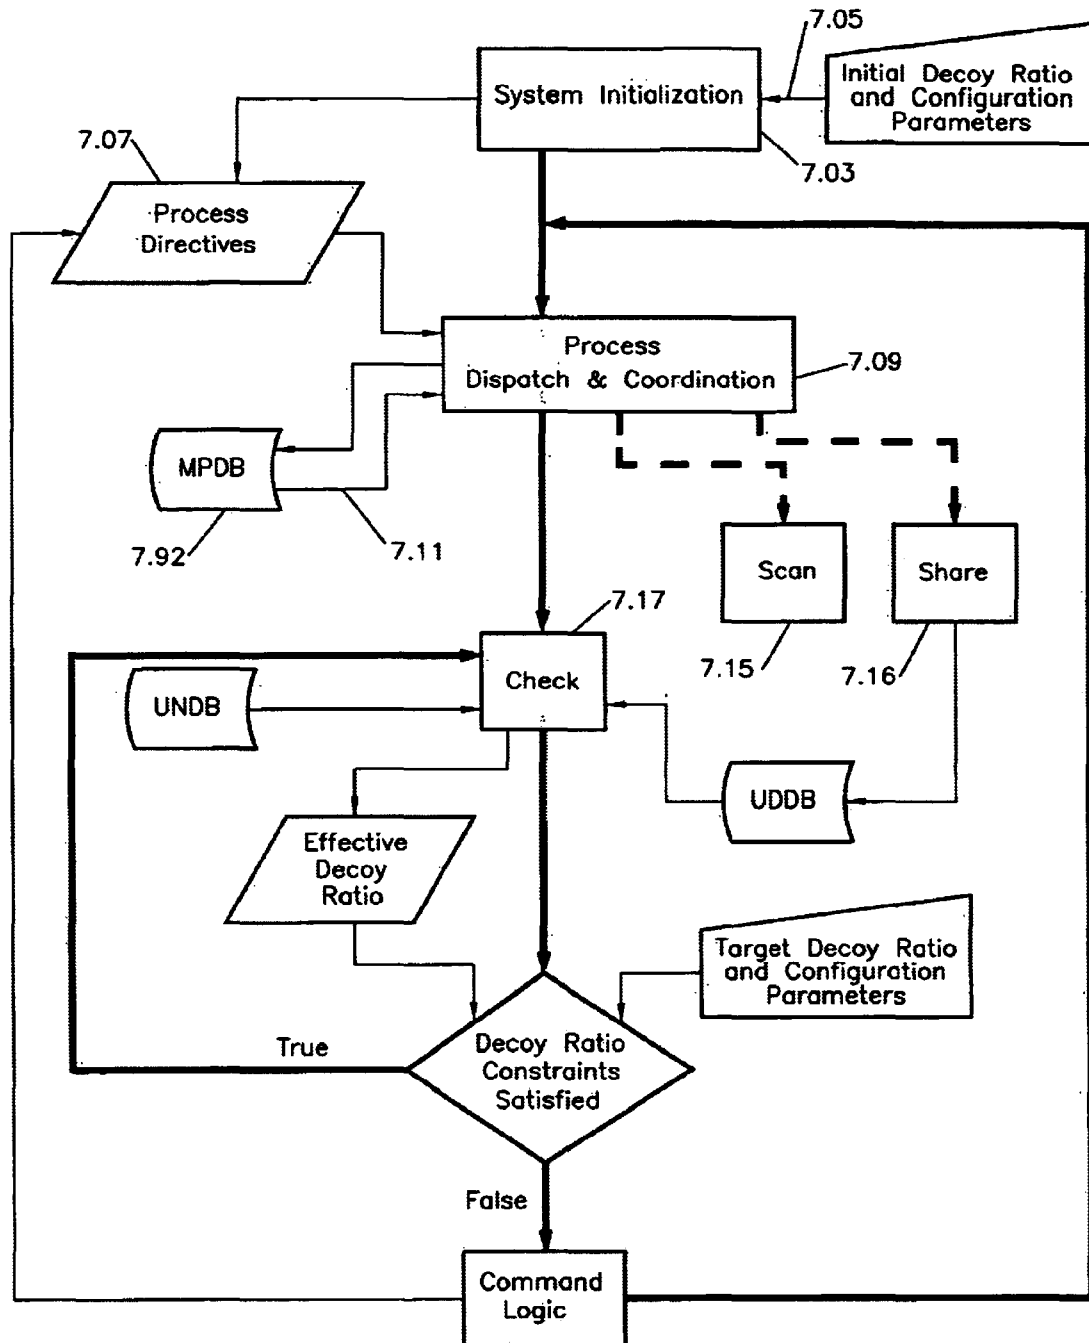 7.05
System Initialization
Initial Decoy Ratio
and Configuration
Parameters
7.03
7.07
Process
Directives
Process
Dispatch & Coordination
7.09
MPDB
7.92
7.11
Scan
Share
7.15
7.16
7.17
Check
UNDB
UDDB
Effective
Decoy
Ratio
Target Decoy Ratio
and Configuration
Parameters
True
Decoy Ratio
Constraints
Satisfied
False
Command
Logic